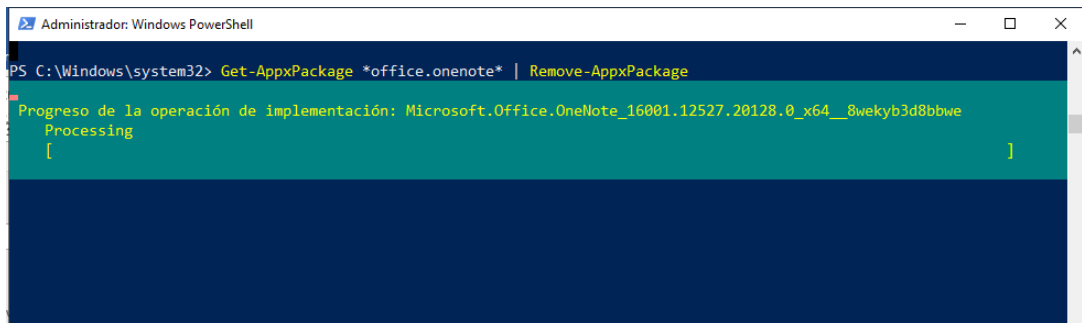 Administrador: Windows PowerShell
PS C:\Windows\system32> Get-AppxPackage *office.onenote* | Remove-AppxPackage
Progreso de la operación de implementación: Microsoft.Office.OneNote_16001.12527.20128.0_x64__8wekyb3d8bbwe
Processing
[ ]